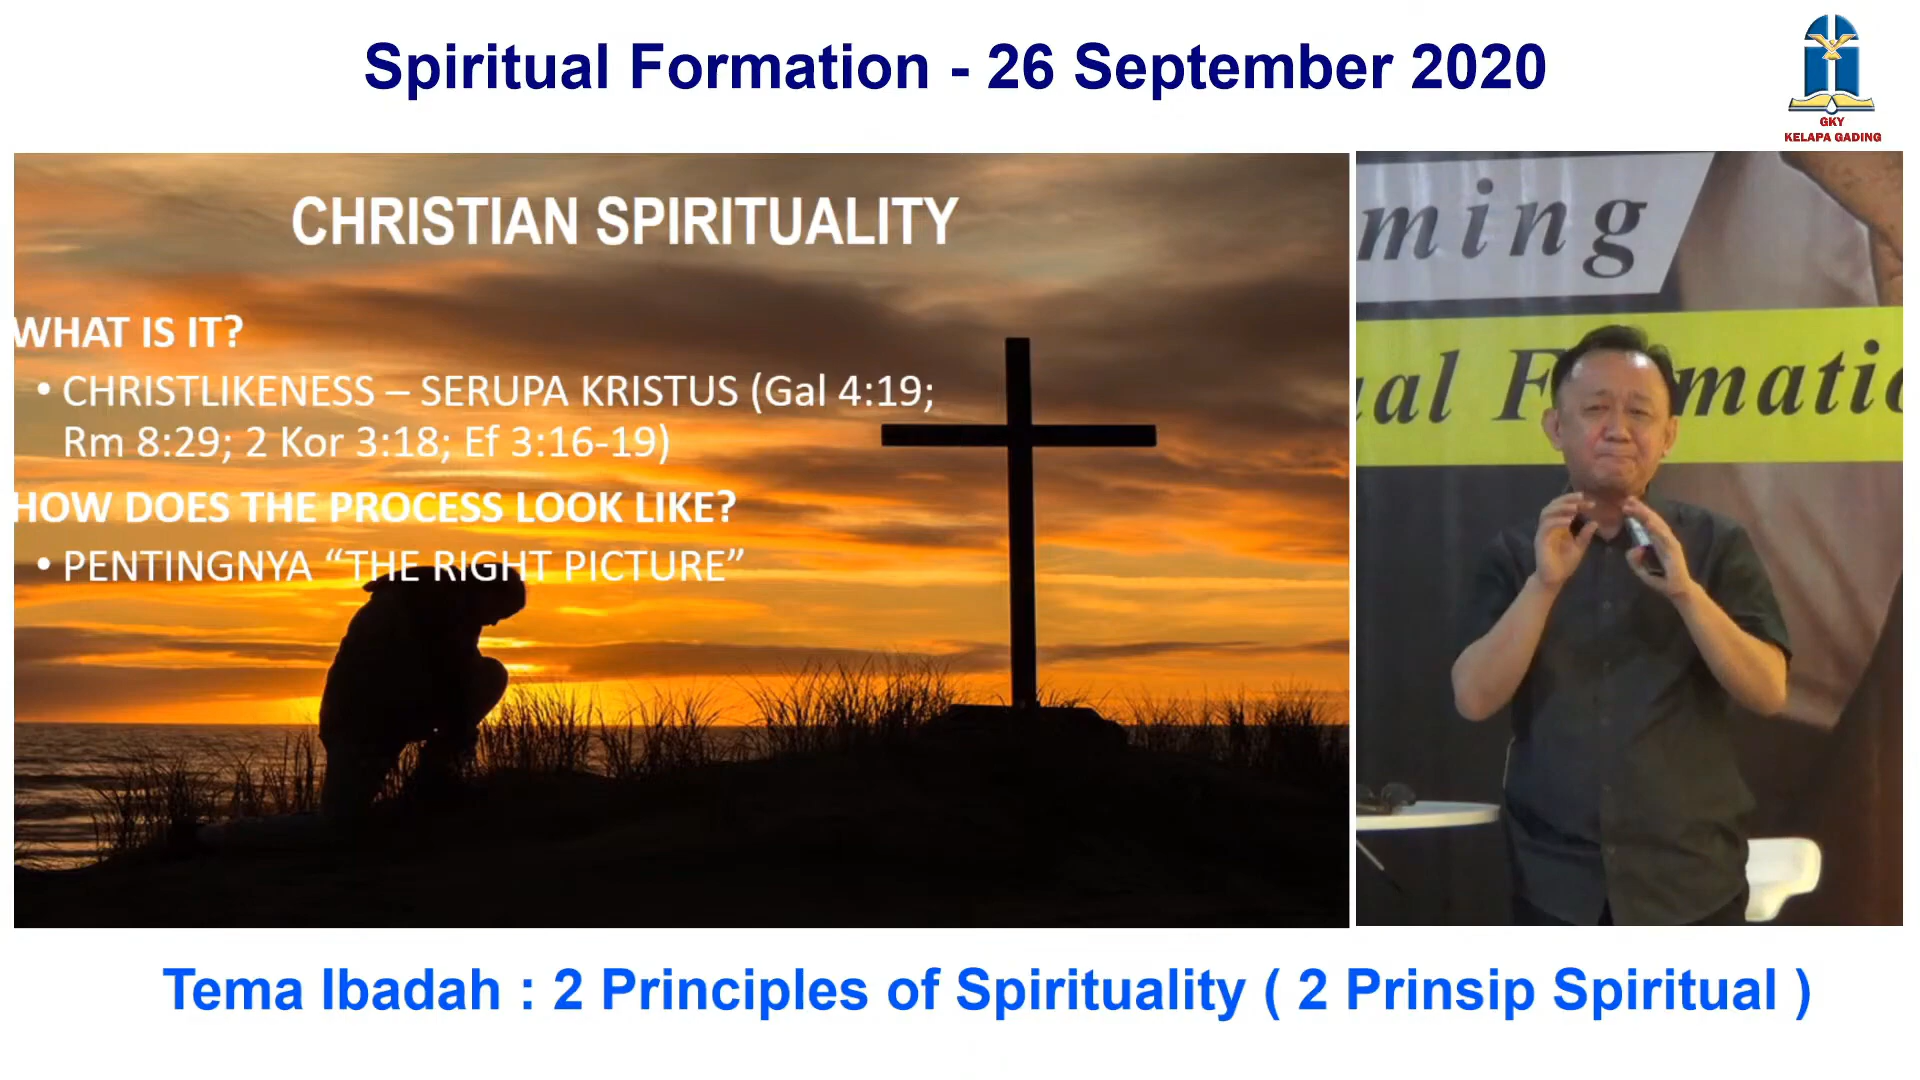 Spiritual Formation - 26 September 2020
GKY
KELAPA GADING
CHRISTIAN SPIRITUALITY
WHAT IS IT?
• CHRISTLIKENESS – SERUPA KRISTUS (Gal 4:19;
Rm 8:29; 2 Kor 3:18; Ef 3:16-19)
HOW DOES THE PROCESS LOOK LIKE?
• PENTINGNYA “THE RIGHT PICTURE”
ming
ual F matio
Tema Ibadah : 2 Principles of Spirituality ( 2 Prinsip Spiritual )